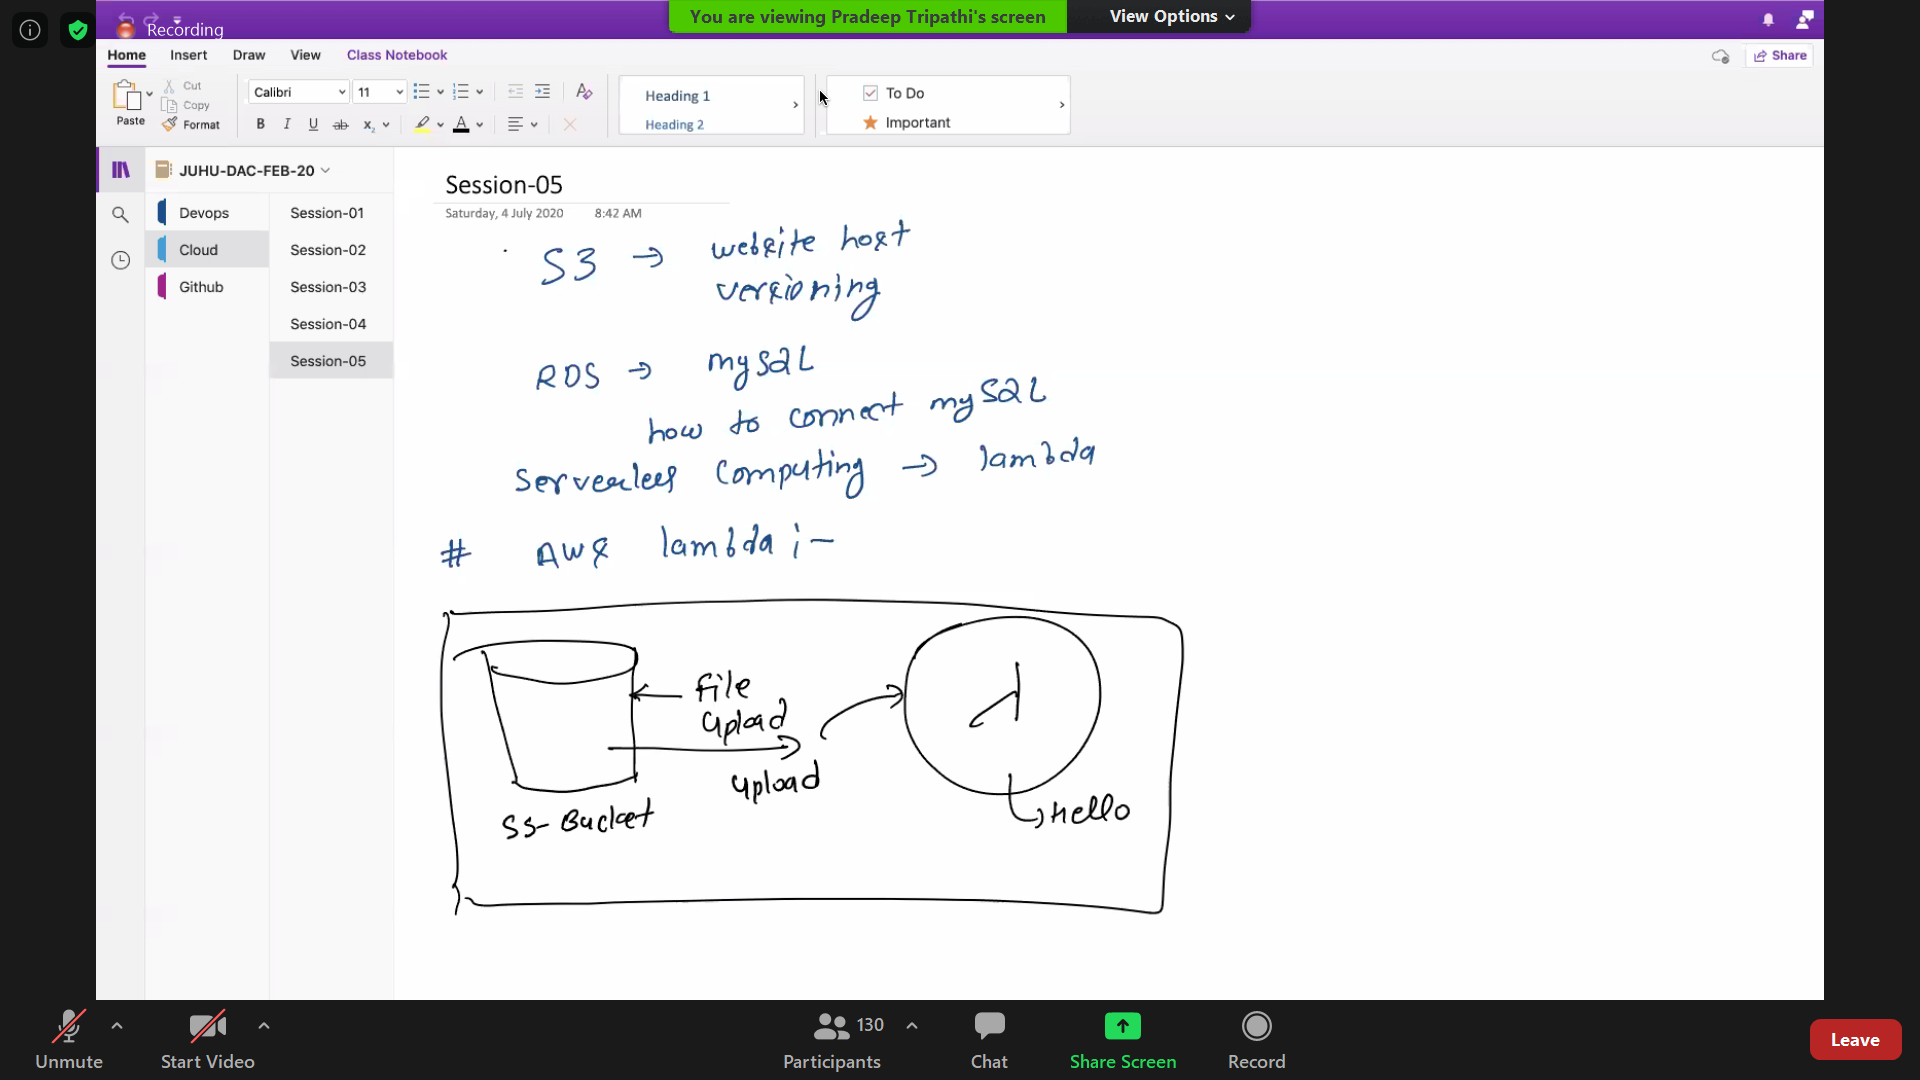 You are viewing Pradeep Tripathi's screen
View Options
Recording
Home Insert Draw View Class Notebook
Share
Paste
Cut
Copy
Format
Calibri 11
B I U ab x₂ A
Heading 1
Heading 2
To Do
Important
JUHU-DAC-FEB-20
Devops
Cloud
Github
Session-01
Session-02
Session-03
Session-04
Session-05
Session-05
Saturday, 4 July 2020 8:42 AM
S3 → website host
versioning
RDS → mySQL
how to connect mySQL
Serverless Computing → lambda
# AWS lambda :-
file
upload
upload
λ
S3-Bucket
Hello
Unmute
Start Video
130
Participants
Chat
Share Screen
Record
Leave